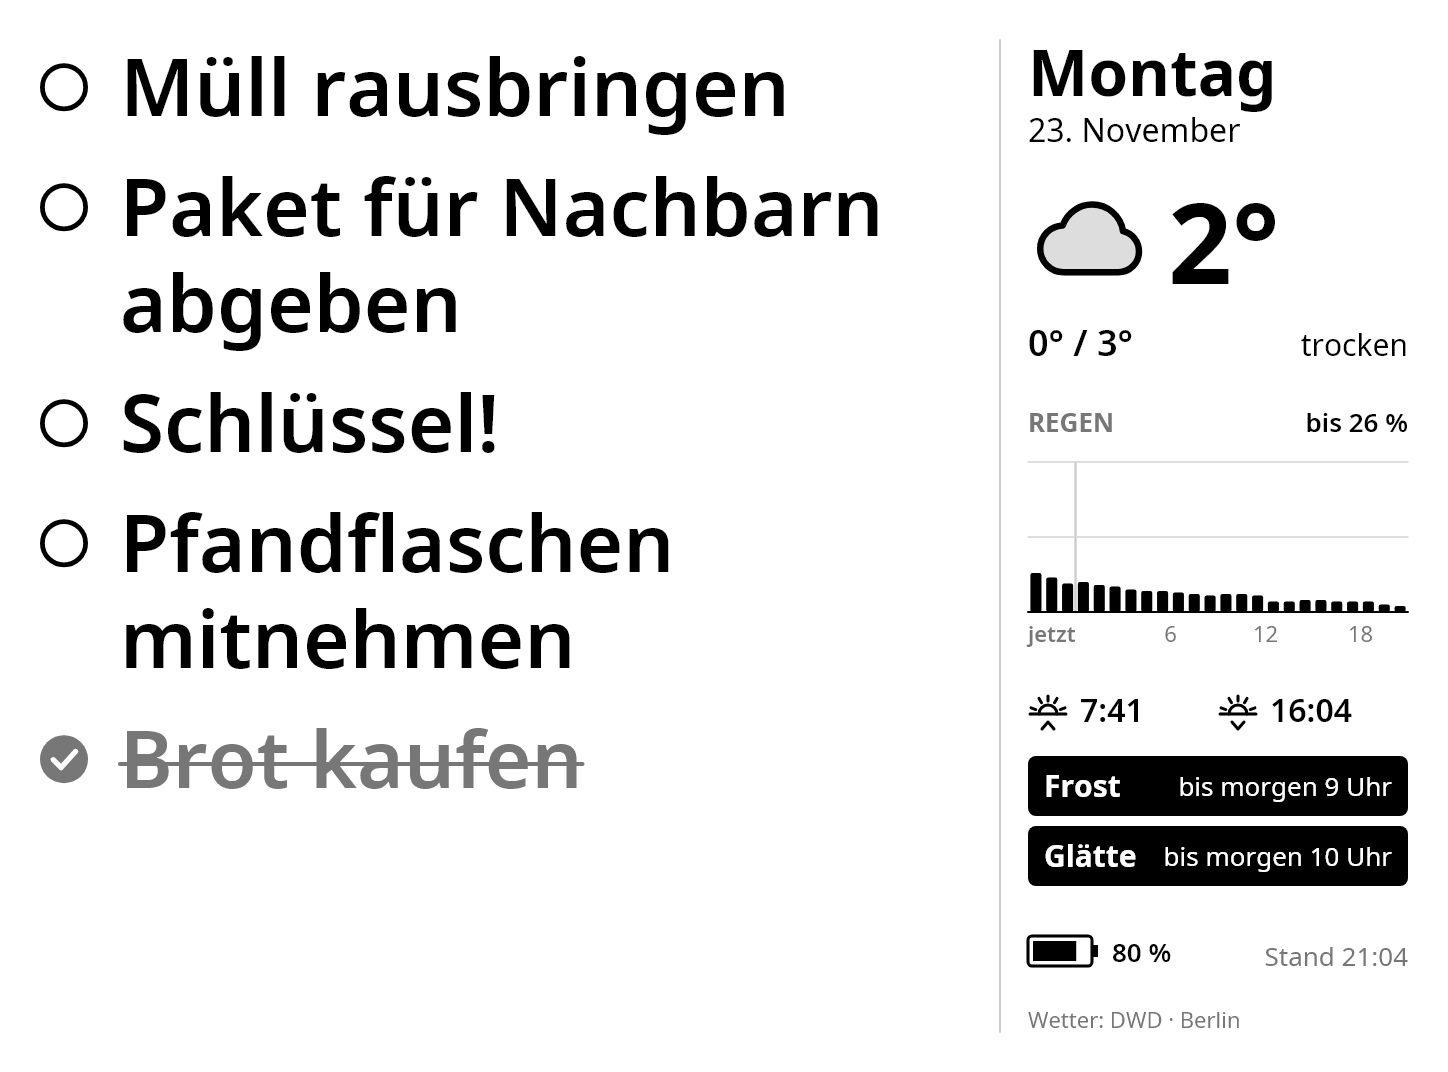 Müll rausbringen
Paket für Nachbarn
abgeben
Schlüssel!
Pfandflaschen
mitnehmen
Brot kaufen
Montag
23. November
2°
0° / 3° trocken
REGEN bis 26 %
jetzt 6 12 18
7:41 16:04
Frost bis morgen 9 Uhr
Glätte bis morgen 10 Uhr
80 % Stand 21:04
Wetter: DWD · Berlin